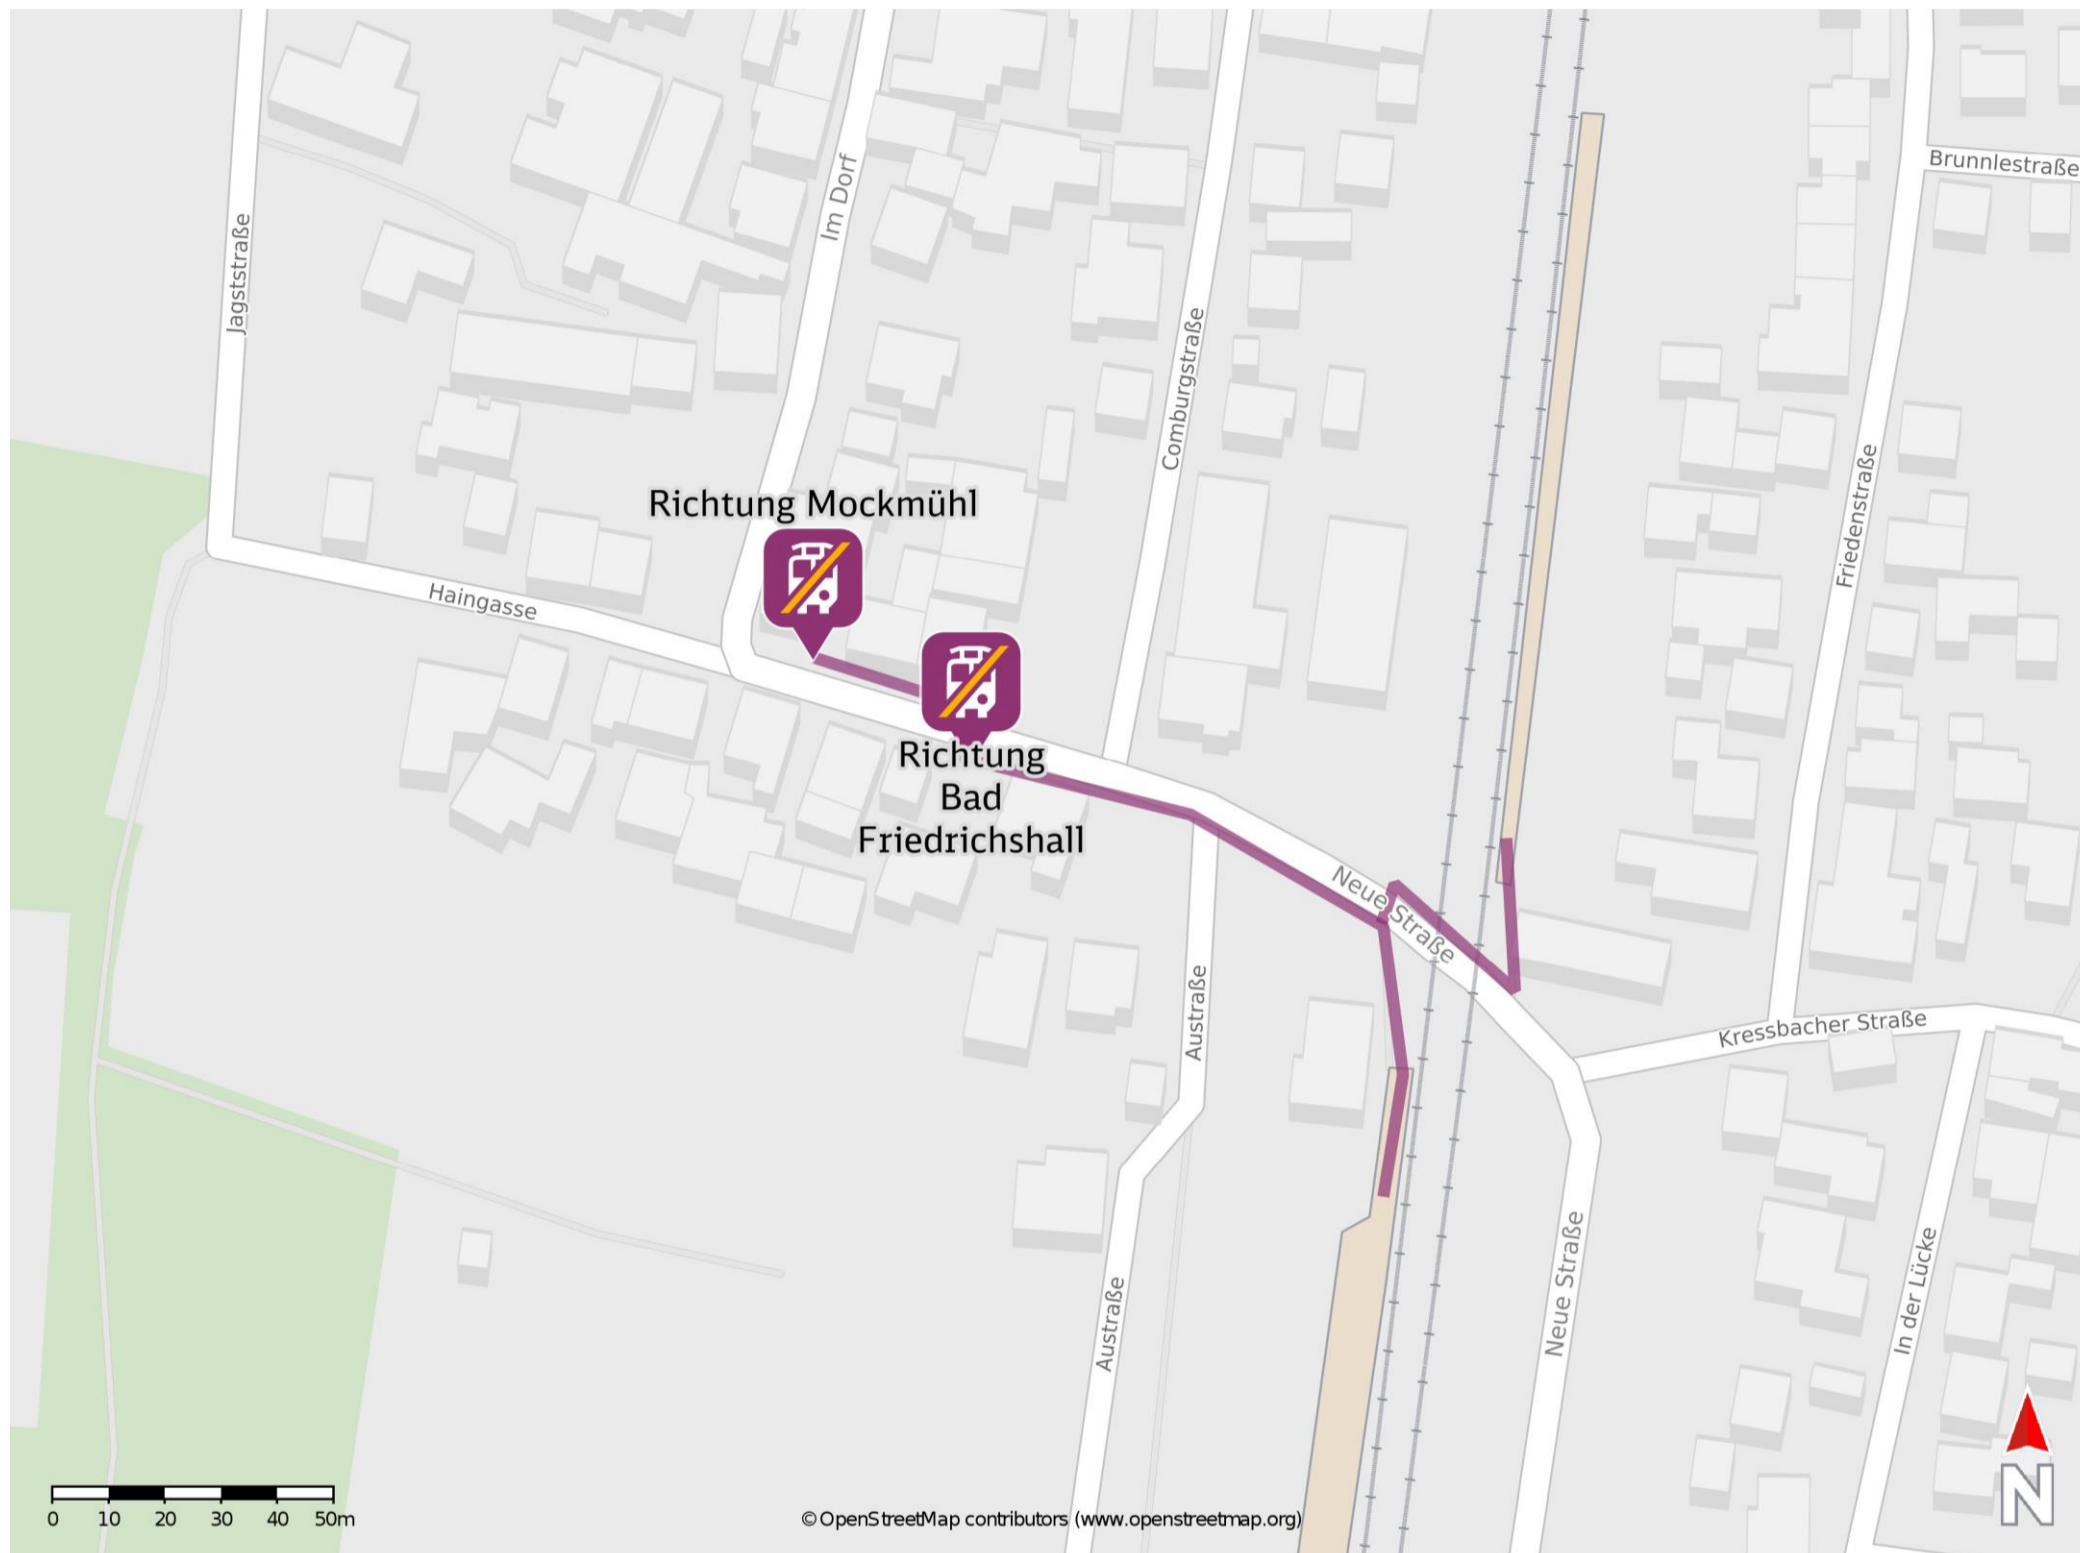 Brunnlestraße
Im Dorf
Jagststraße
Comburgstraße
Friedenstraße
Richtung Mockmühl
Haingasse
Richtung
Bad
Friedrichshall
Neue Straße
Austraße
Kressbacher Straße
Neue Straße
In der Lücke
Austraße
N
0 10 20 30 40 50m
© OpenStreetMap contributors (www.openstreetmap.org)